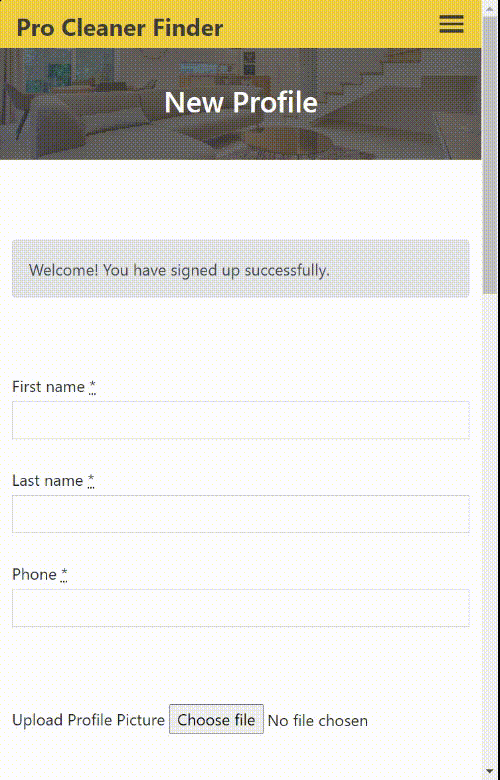 Pro Cleaner Finder
New Profile
Welcome! You have signed up successfully.
First name *
Last name *
Phone *
Upload Profile Picture Choose file No file chosen